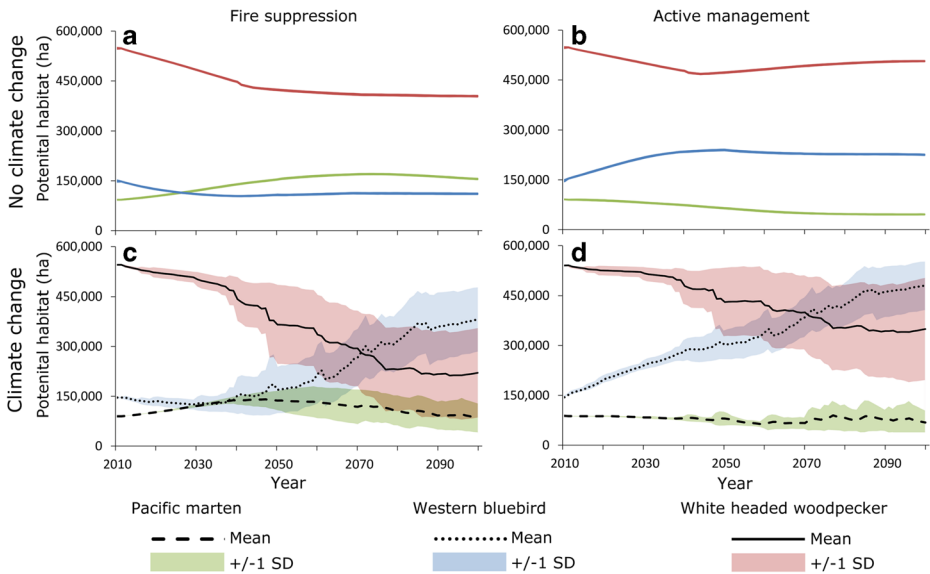 Fire suppression
Active management
No climate change
Potenital habitat (ha)
a
600,000
450,000
300,000
150,000
0
b
600,000
450,000
300,000
150,000
0
Climate change
Potenital habitat (ha)
c
600,000
450,000
300,000
150,000
0
2010 2030 2050 2070 2090
Year
d
600,000
450,000
300,000
150,000
0
2010 2030 2050 2070 2090
Year
Pacific marten
Mean
+/-1 SD
Western bluebird
Mean
+/-1 SD
White headed woodpecker
Mean
+/-1 SD